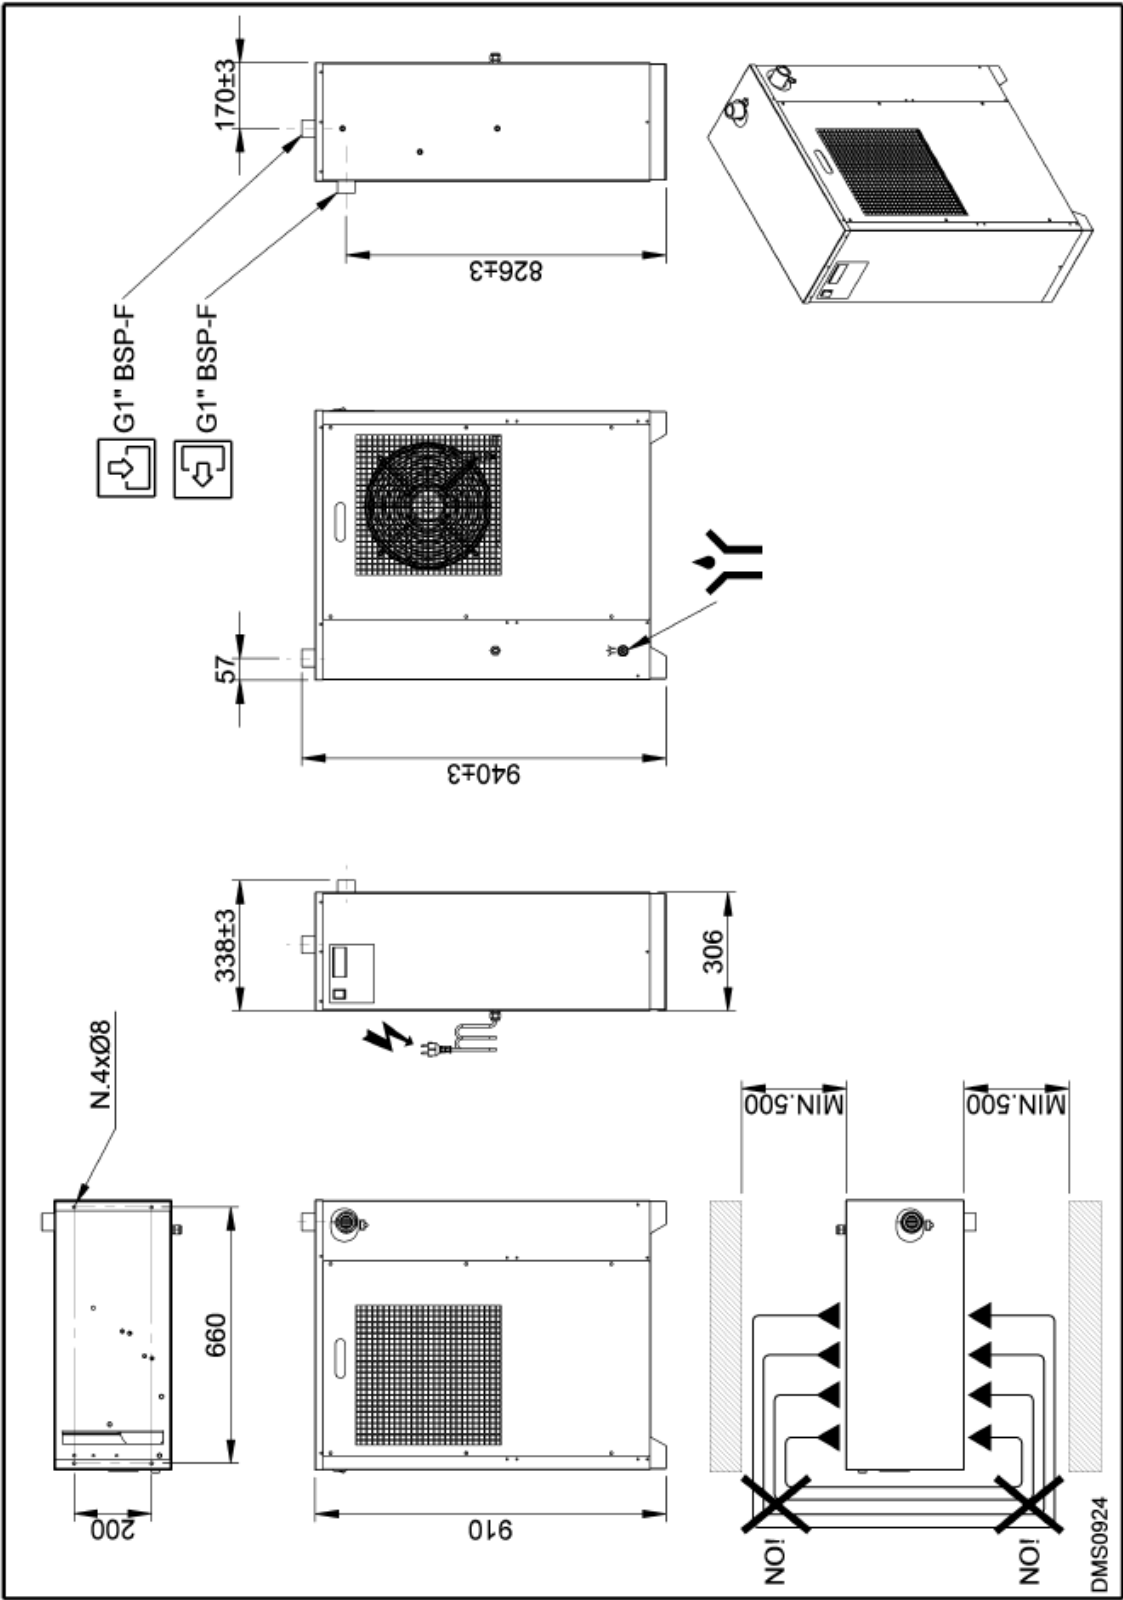 170±3
G1" BSP-F
G1" BSP-F
826±3
57
940±3
338±3
306
N.4xØ8
660
200
910
MIN.500
MIN.500
NO!
NO!
DMS0924